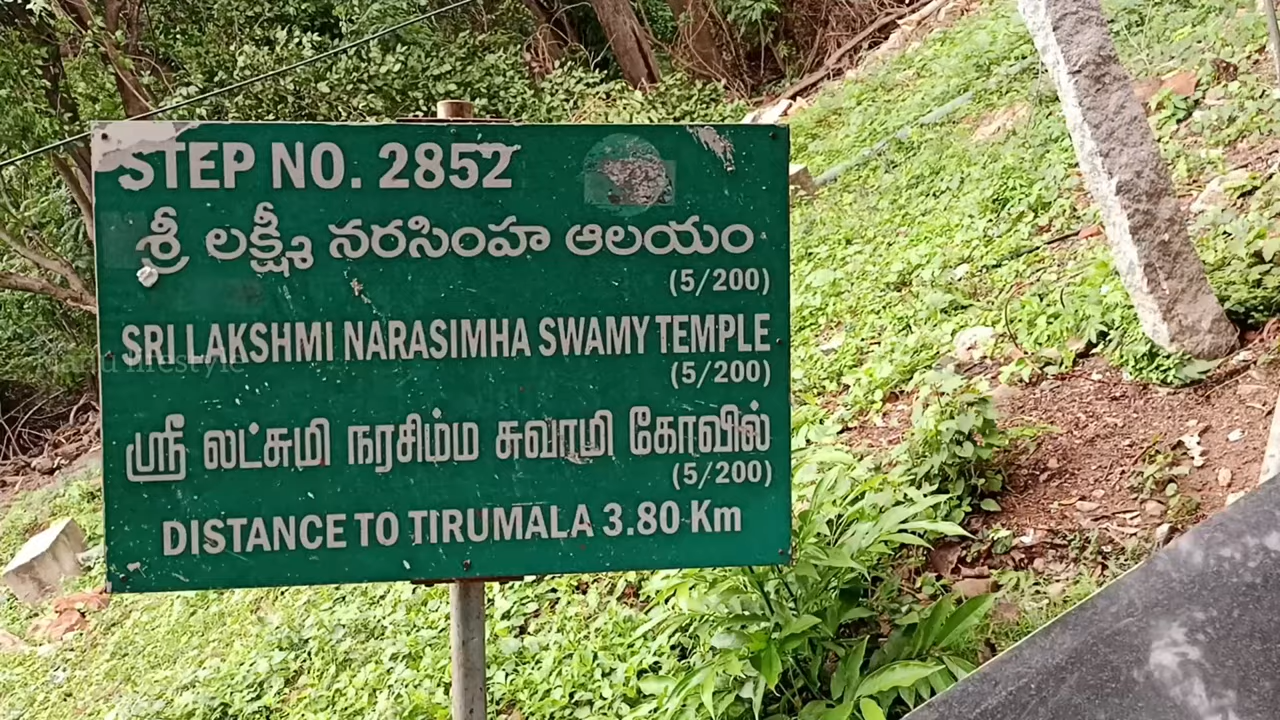 STEP NO. 2852
శ్రీ లక్ష్మీ నరసింహ ఆలయం
(5/200)
SRI LAKSHMI NARASIMHA SWAMY TEMPLE
(5/200)
ஸ்ரீ லட்சுமி நரசிம்ம சுவாமி கோவில்
(5/200)
DISTANCE TO TIRUMALA 3.80 Km